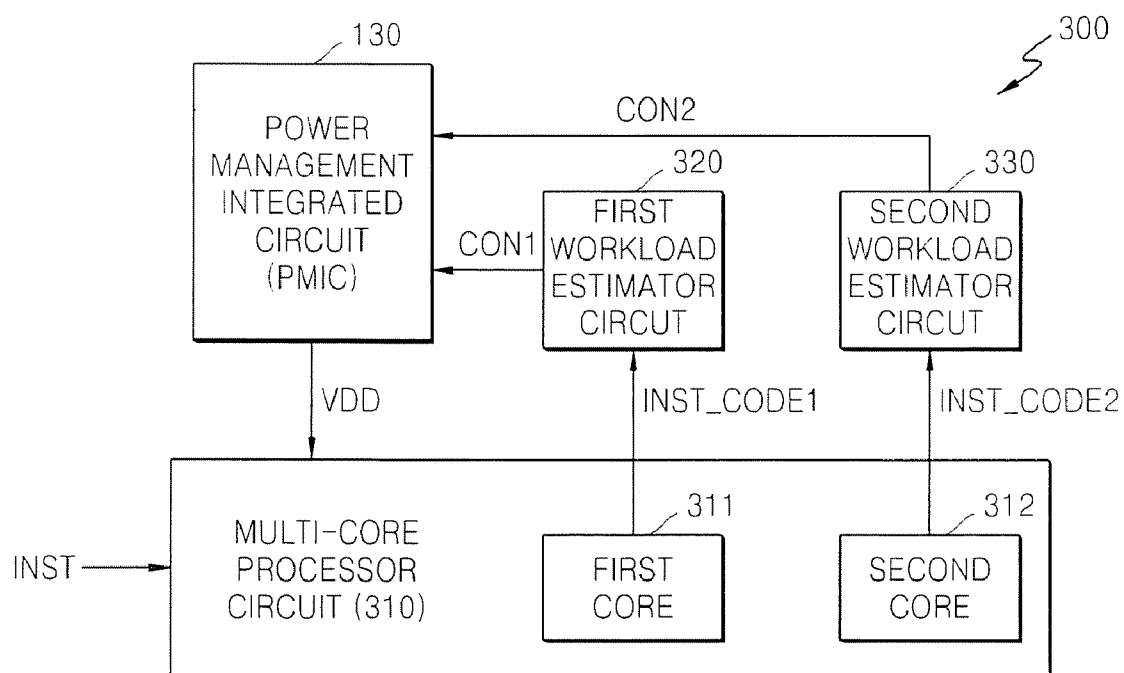 130
300
POWER
MANAGEMENT
INTEGRATED
CIRCUIT
(PMIC)
CON2
320
330
CON1
FIRST
WORKLOAD
ESTIMATOR
CIRCUT
SECOND
WORKLOAD
ESTIMATOR
CIRCUT
VDD
INST_CODE1
INST_CODE2
311
312
INST
MULTI-CORE
PROCESSOR
CIRCUIT (310)
FIRST
CORE
SECOND
CORE